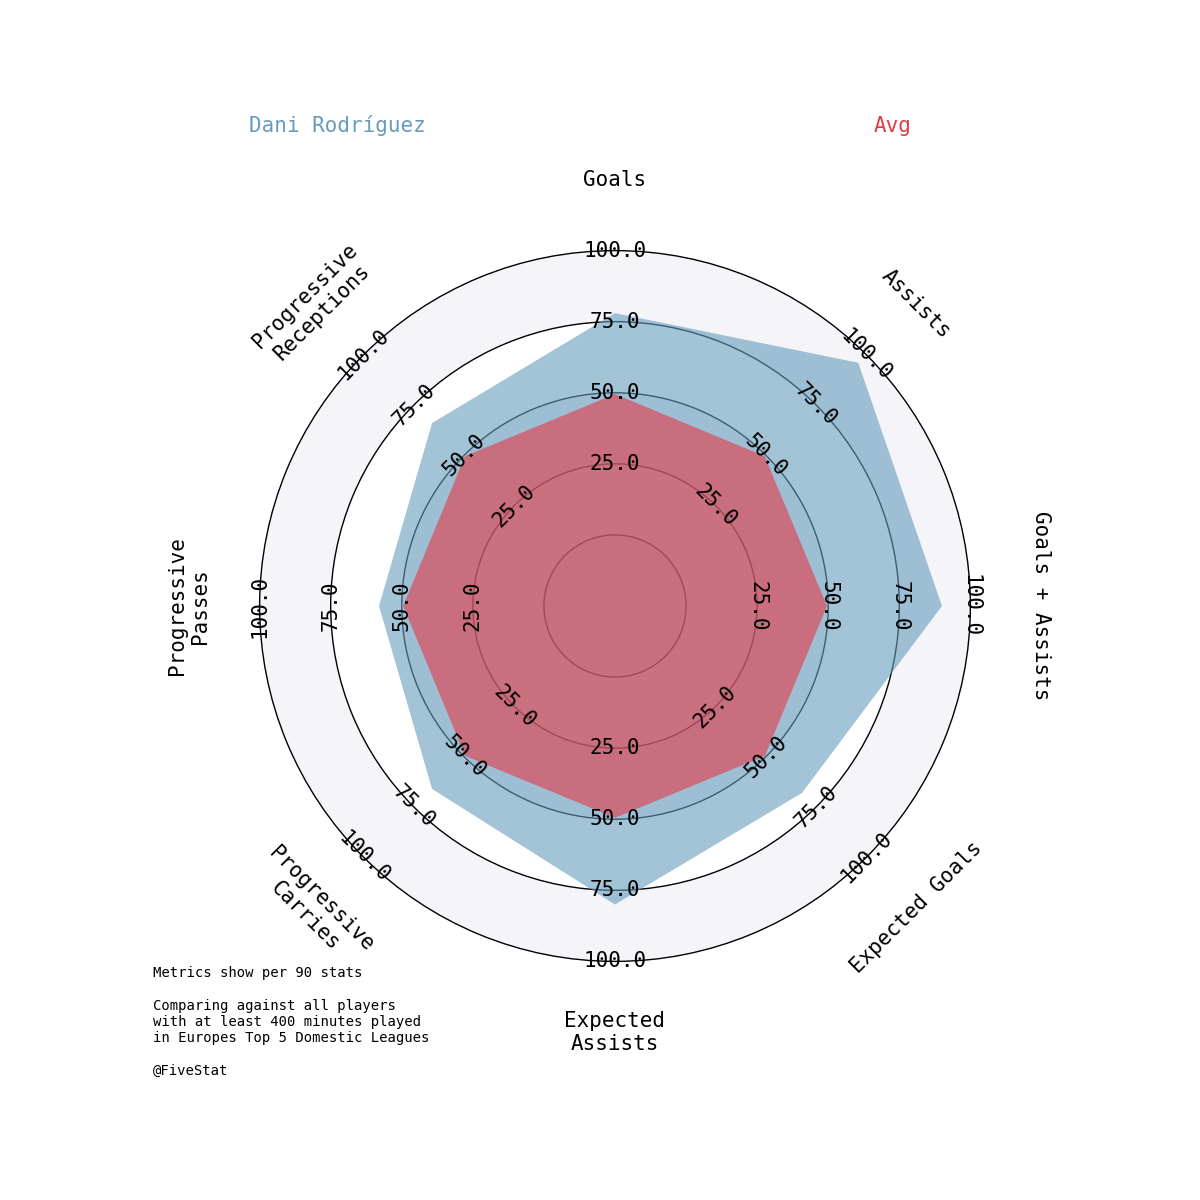 Dani Rodríguez
Avg
Goals
Assists
Goals + Assists
Expected Goals
Expected
Assists
Progressive
Carries
Progressive
Passes
Progressive
Receptions
25.0
50.0
75.0
100.0
25.0
50.0
75.0
100.0
25.0
50.0
75.0
100.0
25.0
50.0
75.0
100.0
25.0
50.0
75.0
100.0
25.0
50.0
75.0
100.0
25.0
50.0
75.0
100.0
25.0
50.0
75.0
100.0
Metrics show per 90 stats
Comparing against all players
with at least 400 minutes played
in Europes Top 5 Domestic Leagues
@FiveStat